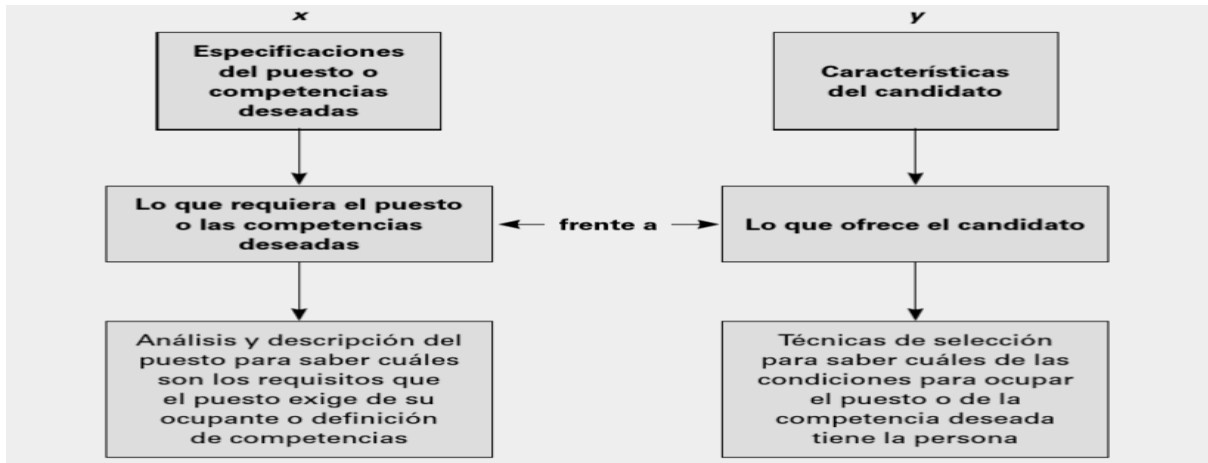 x
Especificaciones
del puesto o
competencias
deseadas
y
Características
del candidato
Lo que requiera el puesto
o las competencias
deseadas
frente a
Lo que ofrece el candidato
Análisis y descripción del
puesto para saber cuáles
son los requisitos que
el puesto exige de su
ocupante o definición
de competencias
Técnicas de selección
para saber cuáles de las
condiciones para ocupar
el puesto o de la
competencia deseada
tiene la persona